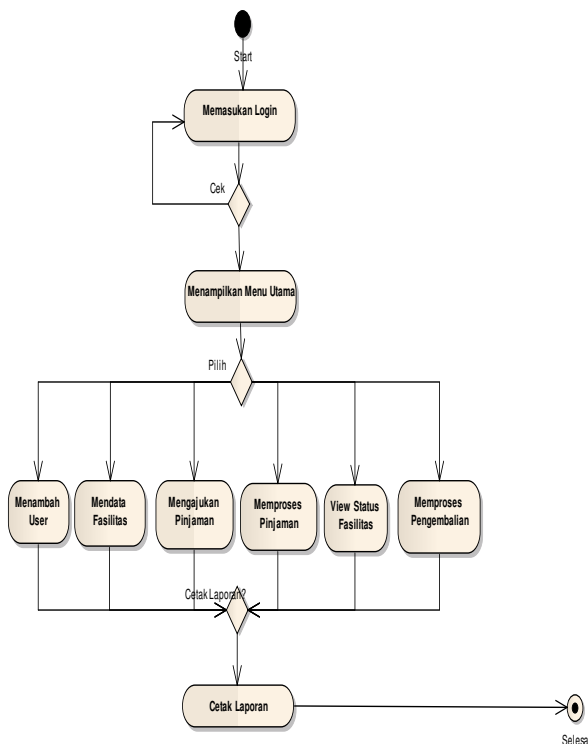 Start
Memasukan Login
Cek
Menampilkan Menu Utama
Pilih
Menambah
User
Mendata
Fasilitas
Mengajukan
Pinjaman
Memproses
Pinjaman
View Status
Fasilitas
Memproses
Pengembalian
Cetak Laporan?
Cetak Laporan
Selesa